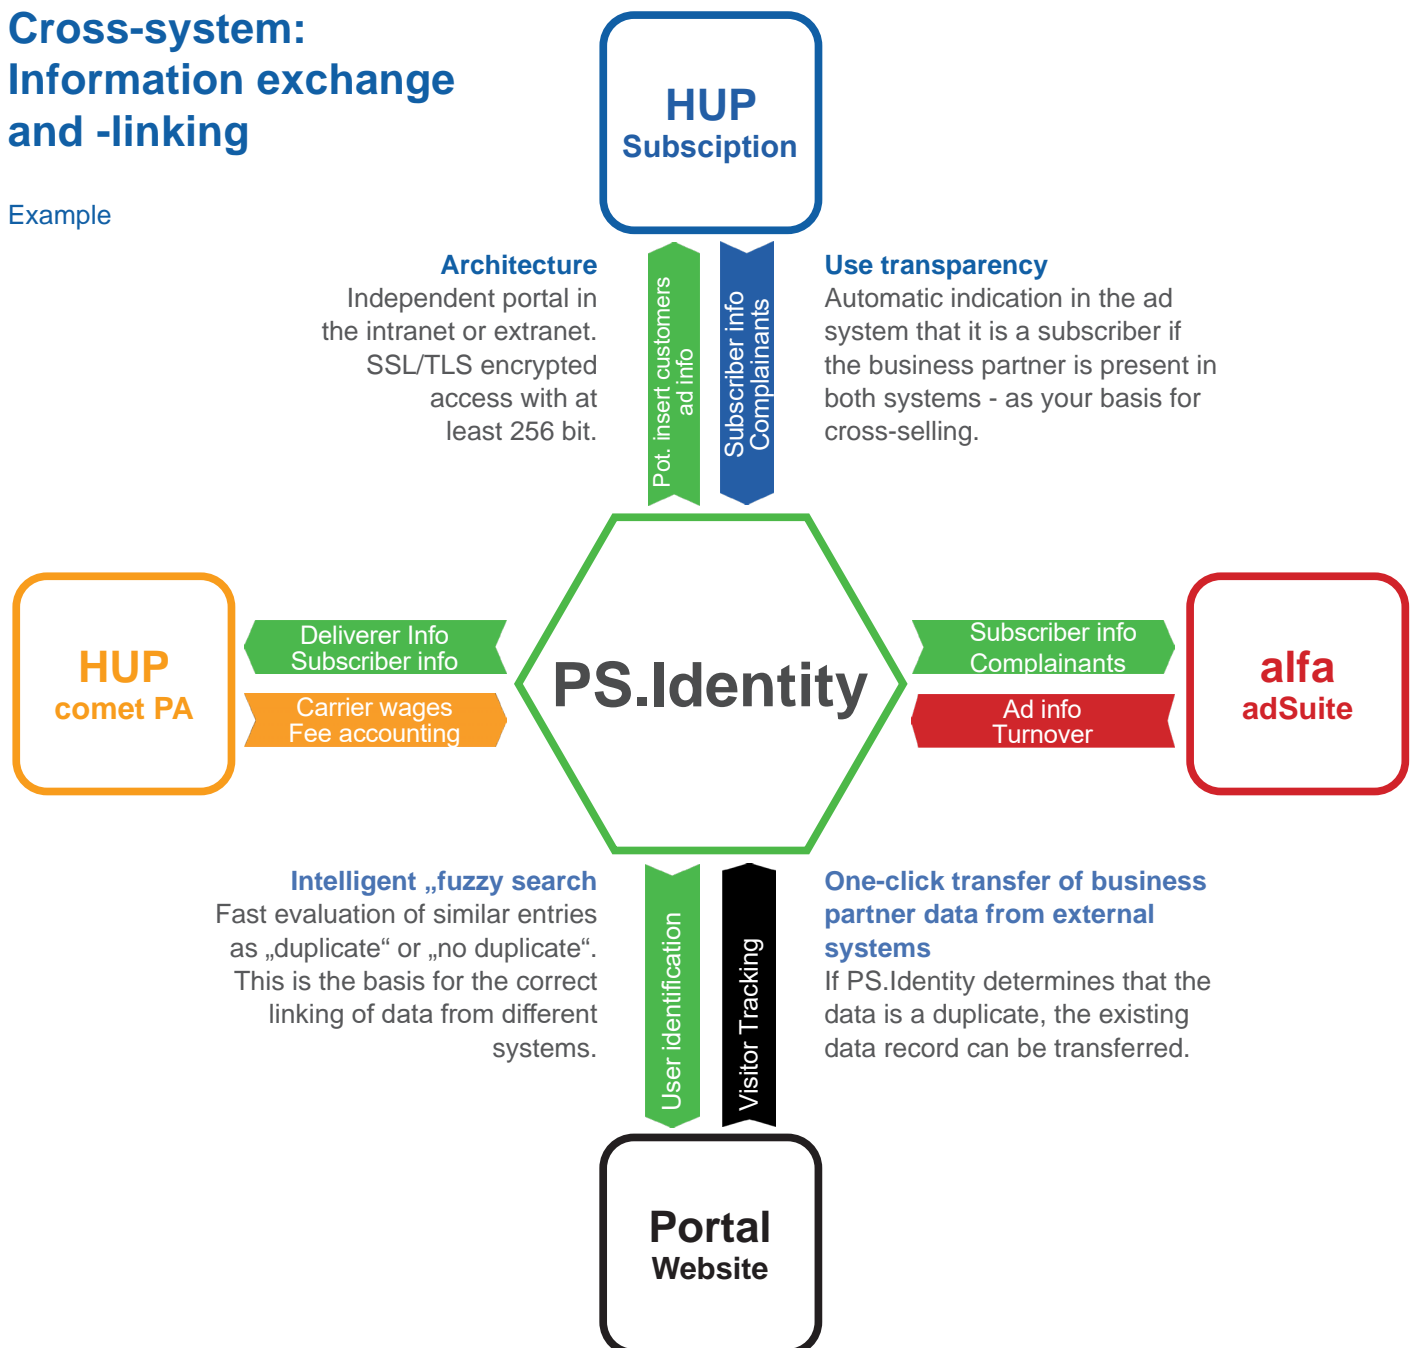 Cross-system:
Information exchange
and -linking
Example
HUP
Subsciption
Architecture
Independent portal in
the intranet or extranet.
SSL/TLS encrypted
access with at
least 256 bit.
Pot. insert customers
ad info
Subscriber info
Complainants
Use transparency
Automatic indication in the ad
system that it is a subscriber if
the business partner is present in
both systems - as your basis for
cross-selling.
HUP
comet PA
Deliverer Info
Subscriber info
Carrier wages
Fee accounting
PS.Identity
Subscriber info
Complainants
Ad info
Turnover
alfa
adSuite
Intelligent „fuzzy search
Fast evaluation of similar entries
as „duplicate“ or „no duplicate“.
This is the basis for the correct
linking of data from different
systems.
User identification
Visitor Tracking
One-click transfer of business
partner data from external
systems
If PS.Identity determines that the
data is a duplicate, the existing
data record can be transferred.
Portal
Website